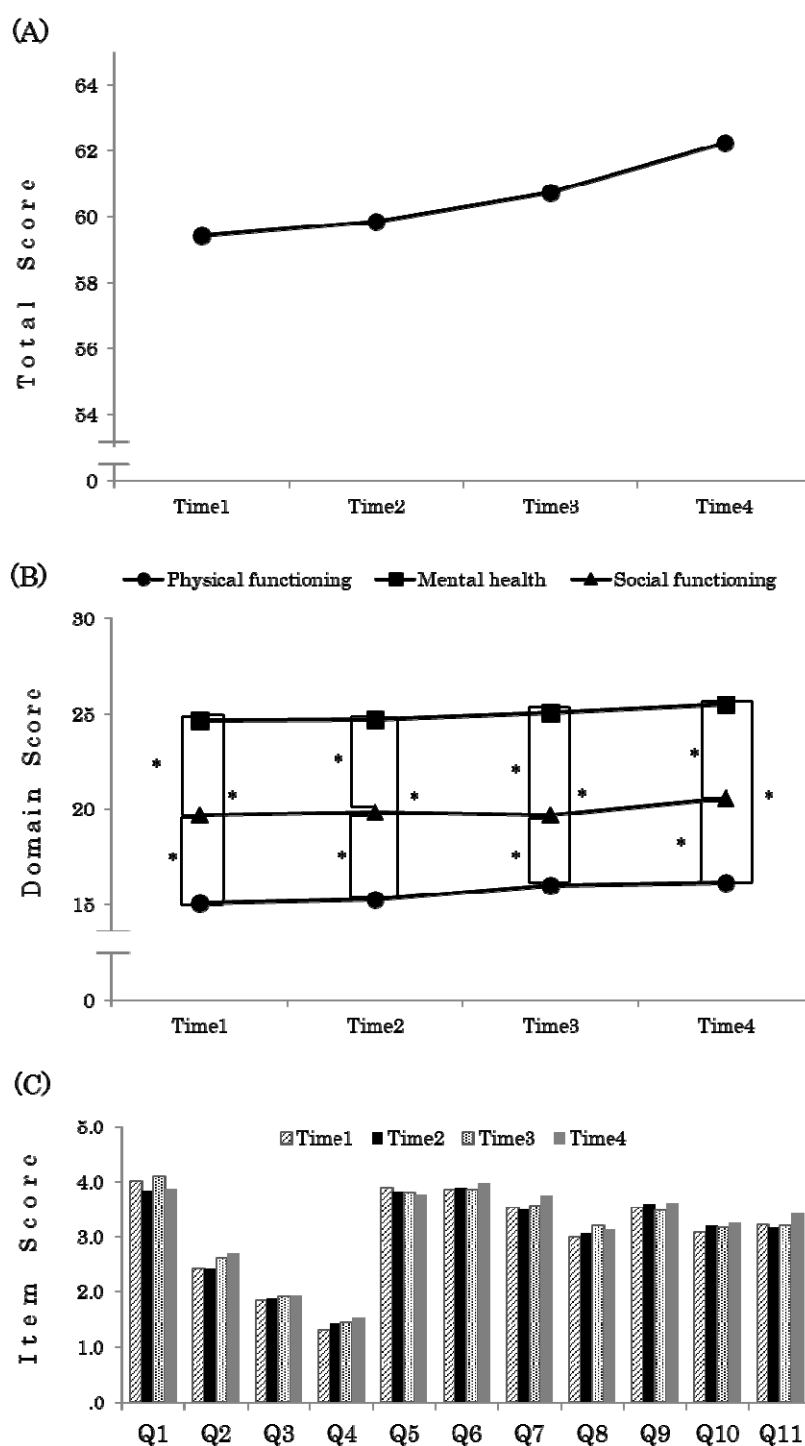 (A)
Total Score
64
62
60
58
56
54
0
Time1 Time2 Time3 Time4
(B)
Physical functioning Mental health Social functioning
Domain Score
30
25
* * * *
* * * *
20
* * * *
15
0
Time1 Time2 Time3 Time4
(C)
Item Score
5.0
Time1 Time2 Time3 Time4
4.0
3.0
2.0
1.0
.0
Q1 Q2 Q3 Q4 Q5 Q6 Q7 Q8 Q9 Q10 Q11